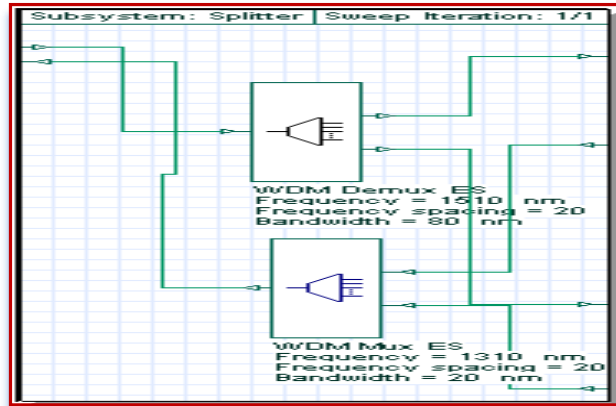 Subsystem: Splitter Sweep Iteration: 1/1
WDM Demux ES
Frequency = 1510 nm
Frequency spacing = 20
Bandwidth = 80 nm
WDM Mux ES
Frequency = 1310 nm
Frequency spacing = 20
Bandwidth = 20 nm